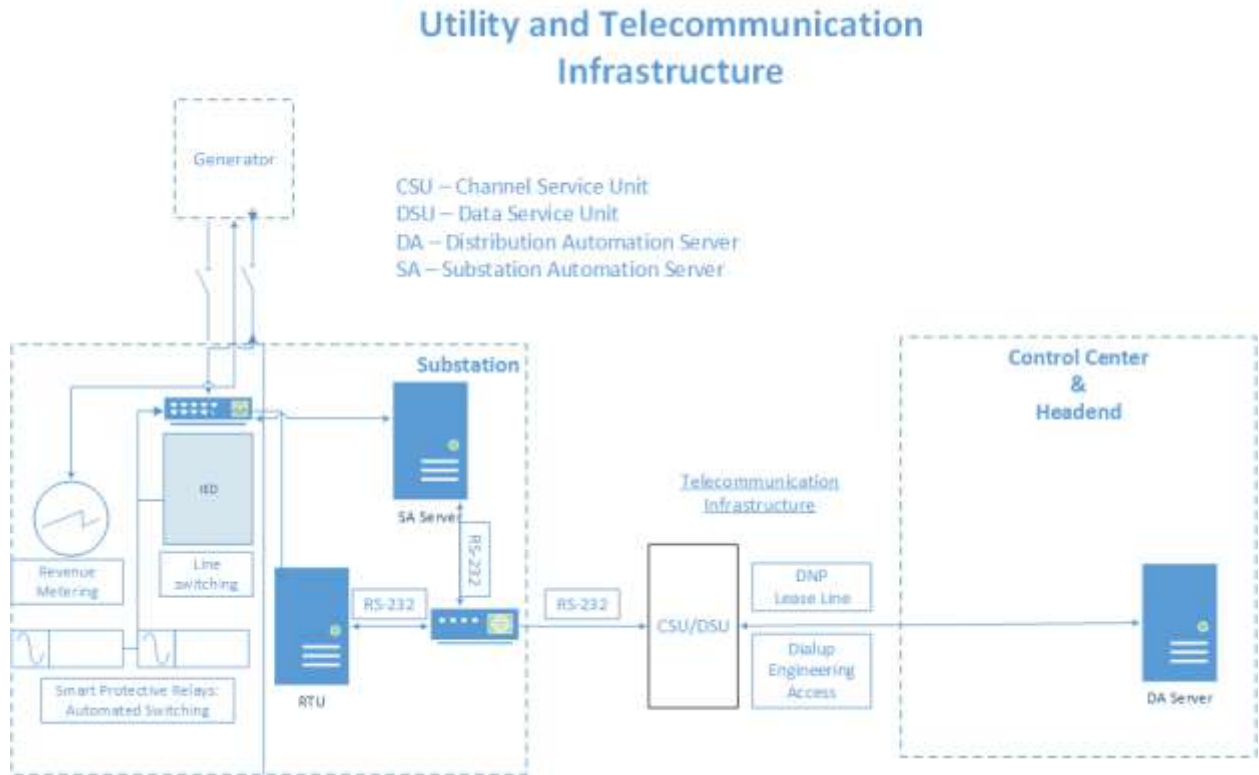 Utility and Telecommunication
Infrastructure
Generator
CSU – Channel Service Unit
DSU – Data Service Unit
DA – Distribution Automation Server
SA – Substation Automation Server
Substation
Control Center
&
Headend
IED
SA Server
Telecommunication
Infrastructure
Revenue
Metering
Line
switching
RS-232
RS-232
RS-232
CSU/DSU
DNP
Lease Line
Dialup
Engineering
Access
Smart Protective Relays:
Automated Switching
RTU
DA Server